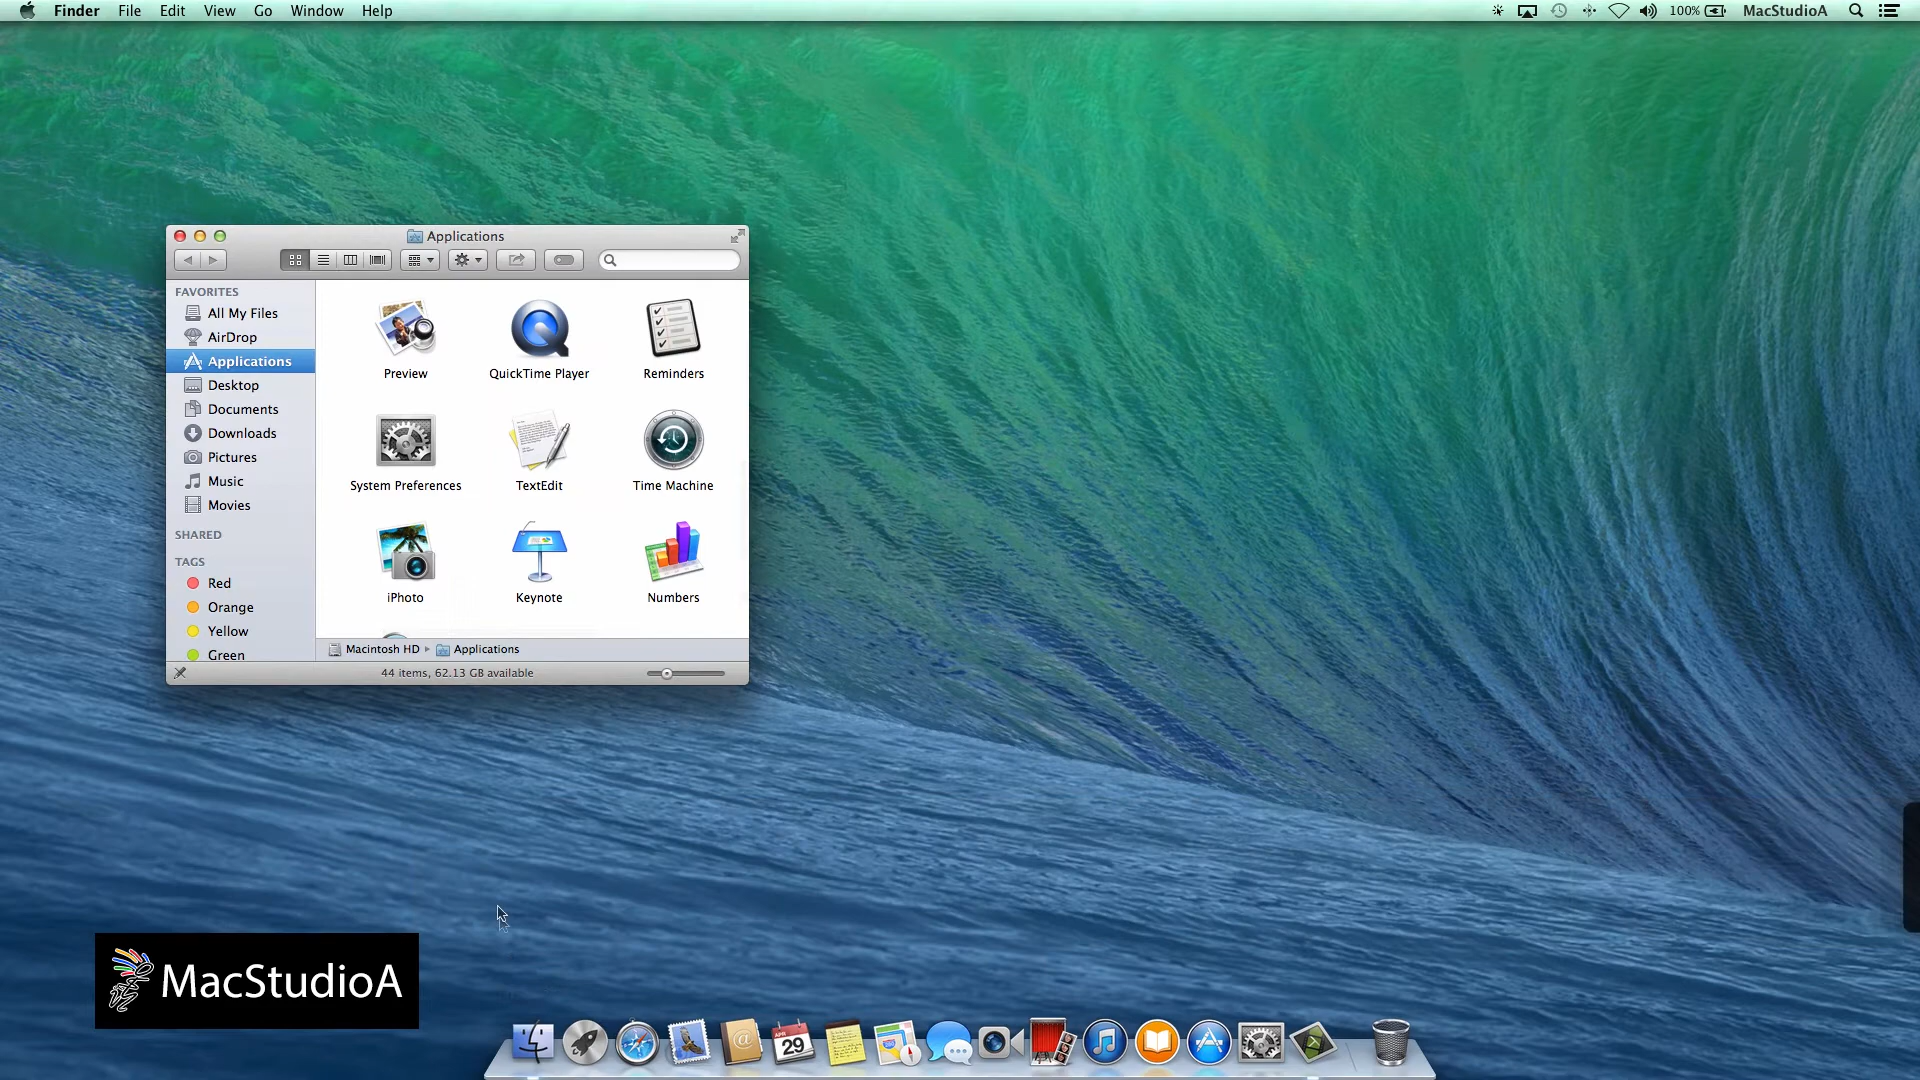 Finder File Edit View Go Window Help 100% MacStudioA
Applications
FAVORITES
All My Files
AirDrop
Applications
Desktop
Documents
Downloads
Pictures
Music
Movies
SHARED
TAGS
Red
Orange
Yellow
Green
Preview QuickTime Player Reminders
System Preferences TextEdit Time Machine
iPhoto Keynote Numbers
Macintosh HD Applications
44 items, 62.13 GB available
MacStudioA
APR
29